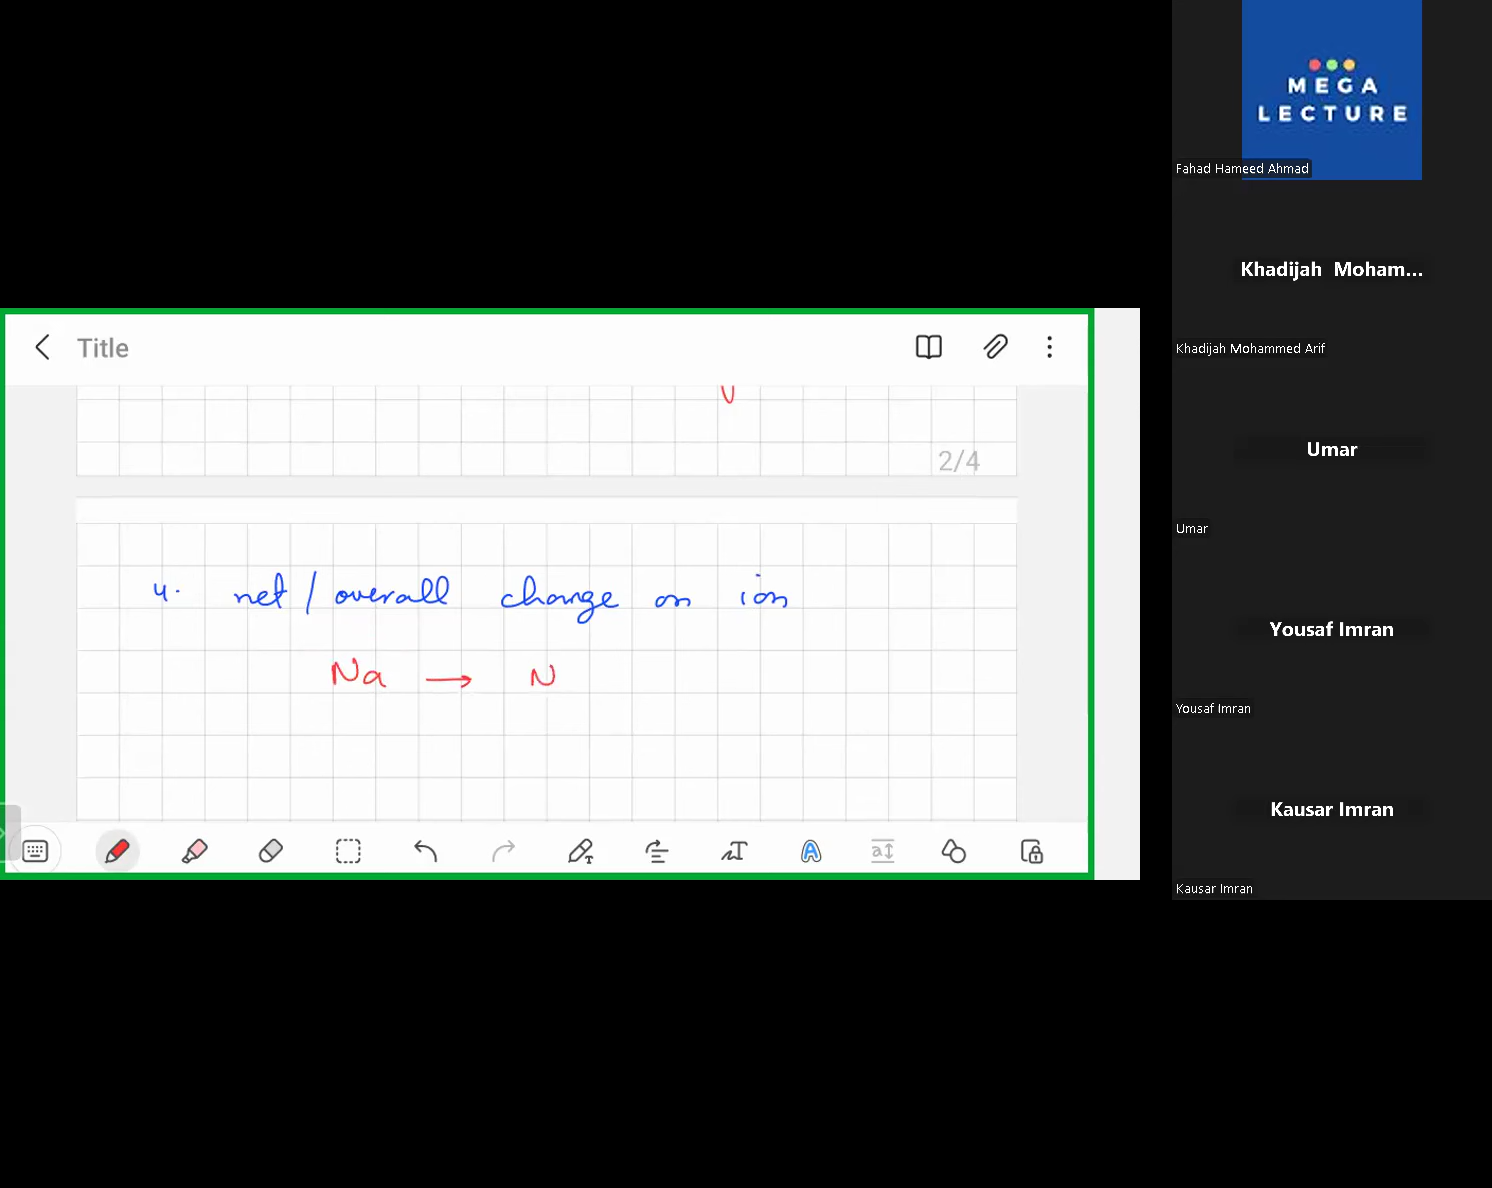 MEGA
LECTURE
Fahad Hameed Ahmad
Khadijah Moham...
Khadijah Mohammed Arif
Umar
Umar
Yousaf Imran
Yousaf Imran
Kausar Imran
Kausar Imran
Title
2/4
4. net/overall change on ion
Na → N